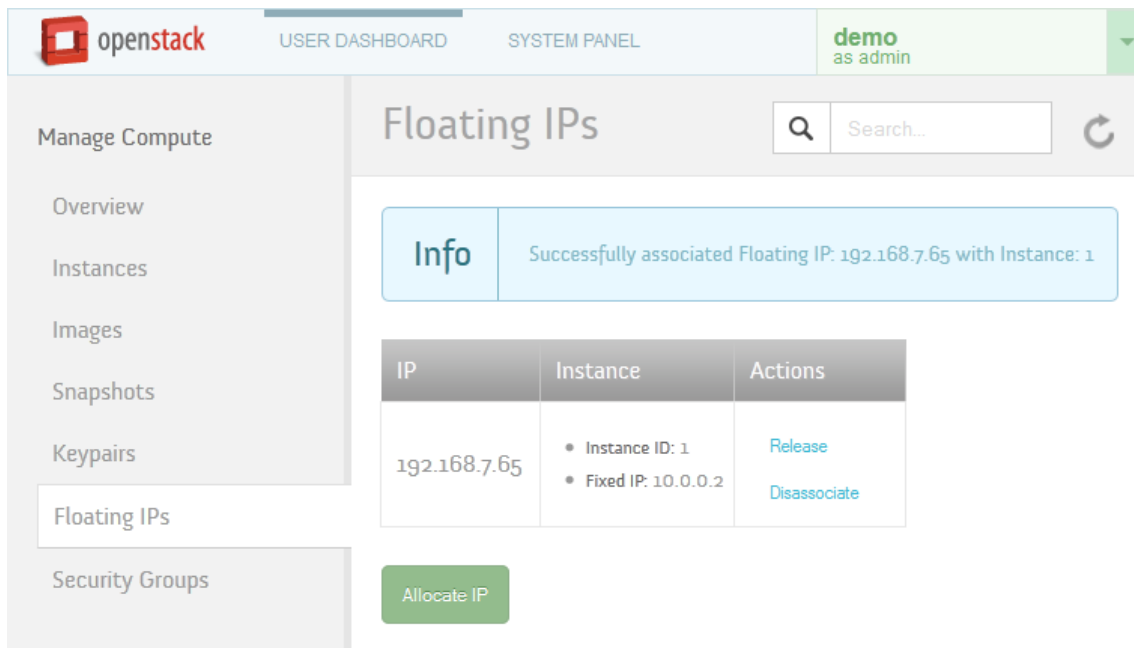 openstack USER DASHBOARD SYSTEM PANEL demo
as admin
Manage Compute
Overview
Instances
Images
Snapshots
Keypairs
Floating IPs
Security Groups
Floating IPs Search...
Info Successfully associated Floating IP: 192.168.7.65 with Instance: 1
IP Instance Actions
192.168.7.65
Instance ID: 1
Fixed IP: 10.0.0.2
Release
Disassociate
Allocate IP